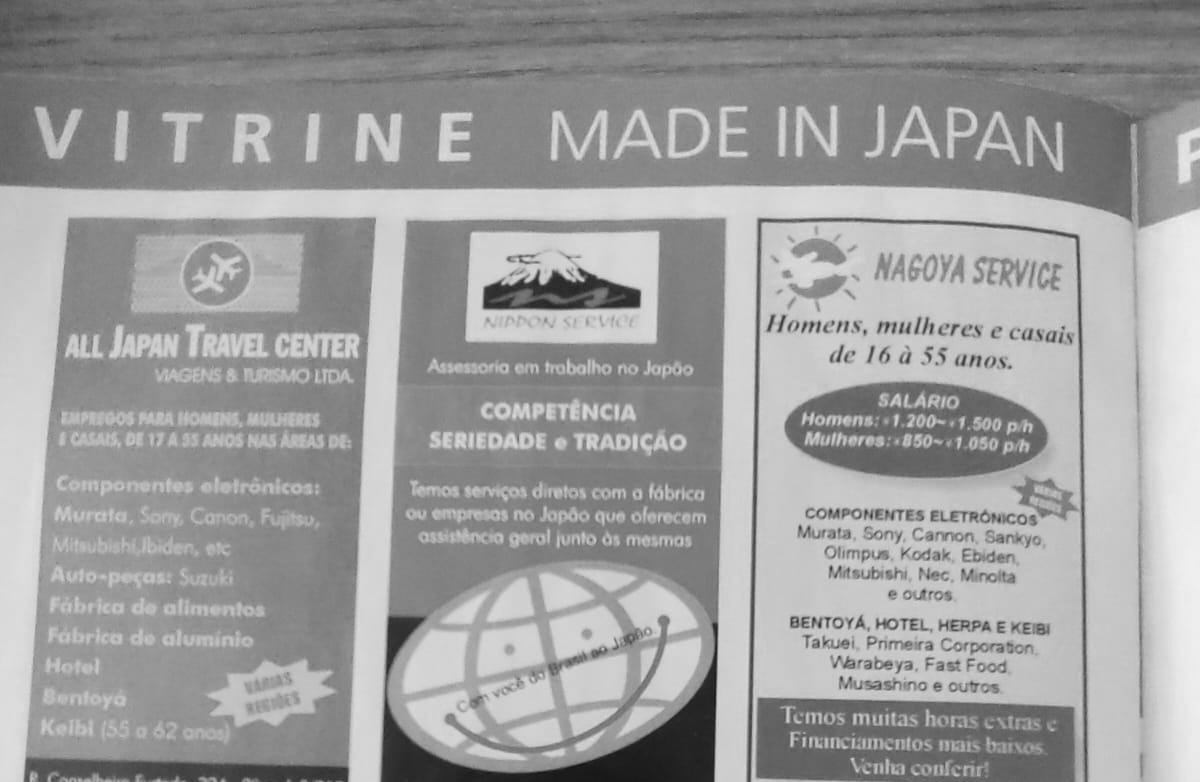 VITRINE MADE IN JAPAN
ALL JAPAN TRAVEL CENTER
VIAGENS & TURISMO LTDA.
EMPREGOS PARA HOMENS, MULHERES
E CASAIS, DE 17 A 55 ANOS NAS ÁREAS DE:
Componentes eletrônicos:
Murata, Sony, Canon, Fujitsu,
Mitsubishi,Ibiden, etc
Auto-peças: Suzuki
Fábrica de alimentos
Fábrica de alumínio
Hotel
Bentoyá
Keibi (55 a 62 anos)
VÁRIAS
REGIÕES
ns
NIPPON SERVICE
Assessoria em trabalho no Japão
COMPETÊNCIA
SERIEDADE e TRADIÇÃO
Temos serviços diretos com a fábrica
ou empresas no Japão que oferecem
assistência geral junto às mesmas
Com você do Brasil ao Japão.
NAGOYA SERVICE
Homens, mulheres e casais
de 16 à 55 anos.
SALÁRIO
Homens: 1.200~ 1.500 p/h
Mulheres: 850~ 1.050 p/h
COMPONENTES ELETRÓNICOS
Murata, Sony, Cannon, Sankyo,
Olimpus, Kodak, Ebiden,
Mitsubishi, Nec, Minolta
e outros.
BENTOYÁ, HOTEL, HERPA E KEIBI
Takuei, Primeira Corporation,
Warabeya, Fast Food,
Musashino e outros.
Temos muitas horas extras e
Financiamentos mais baixos.
Venha conferir!
R. Conselheiro Furtado,